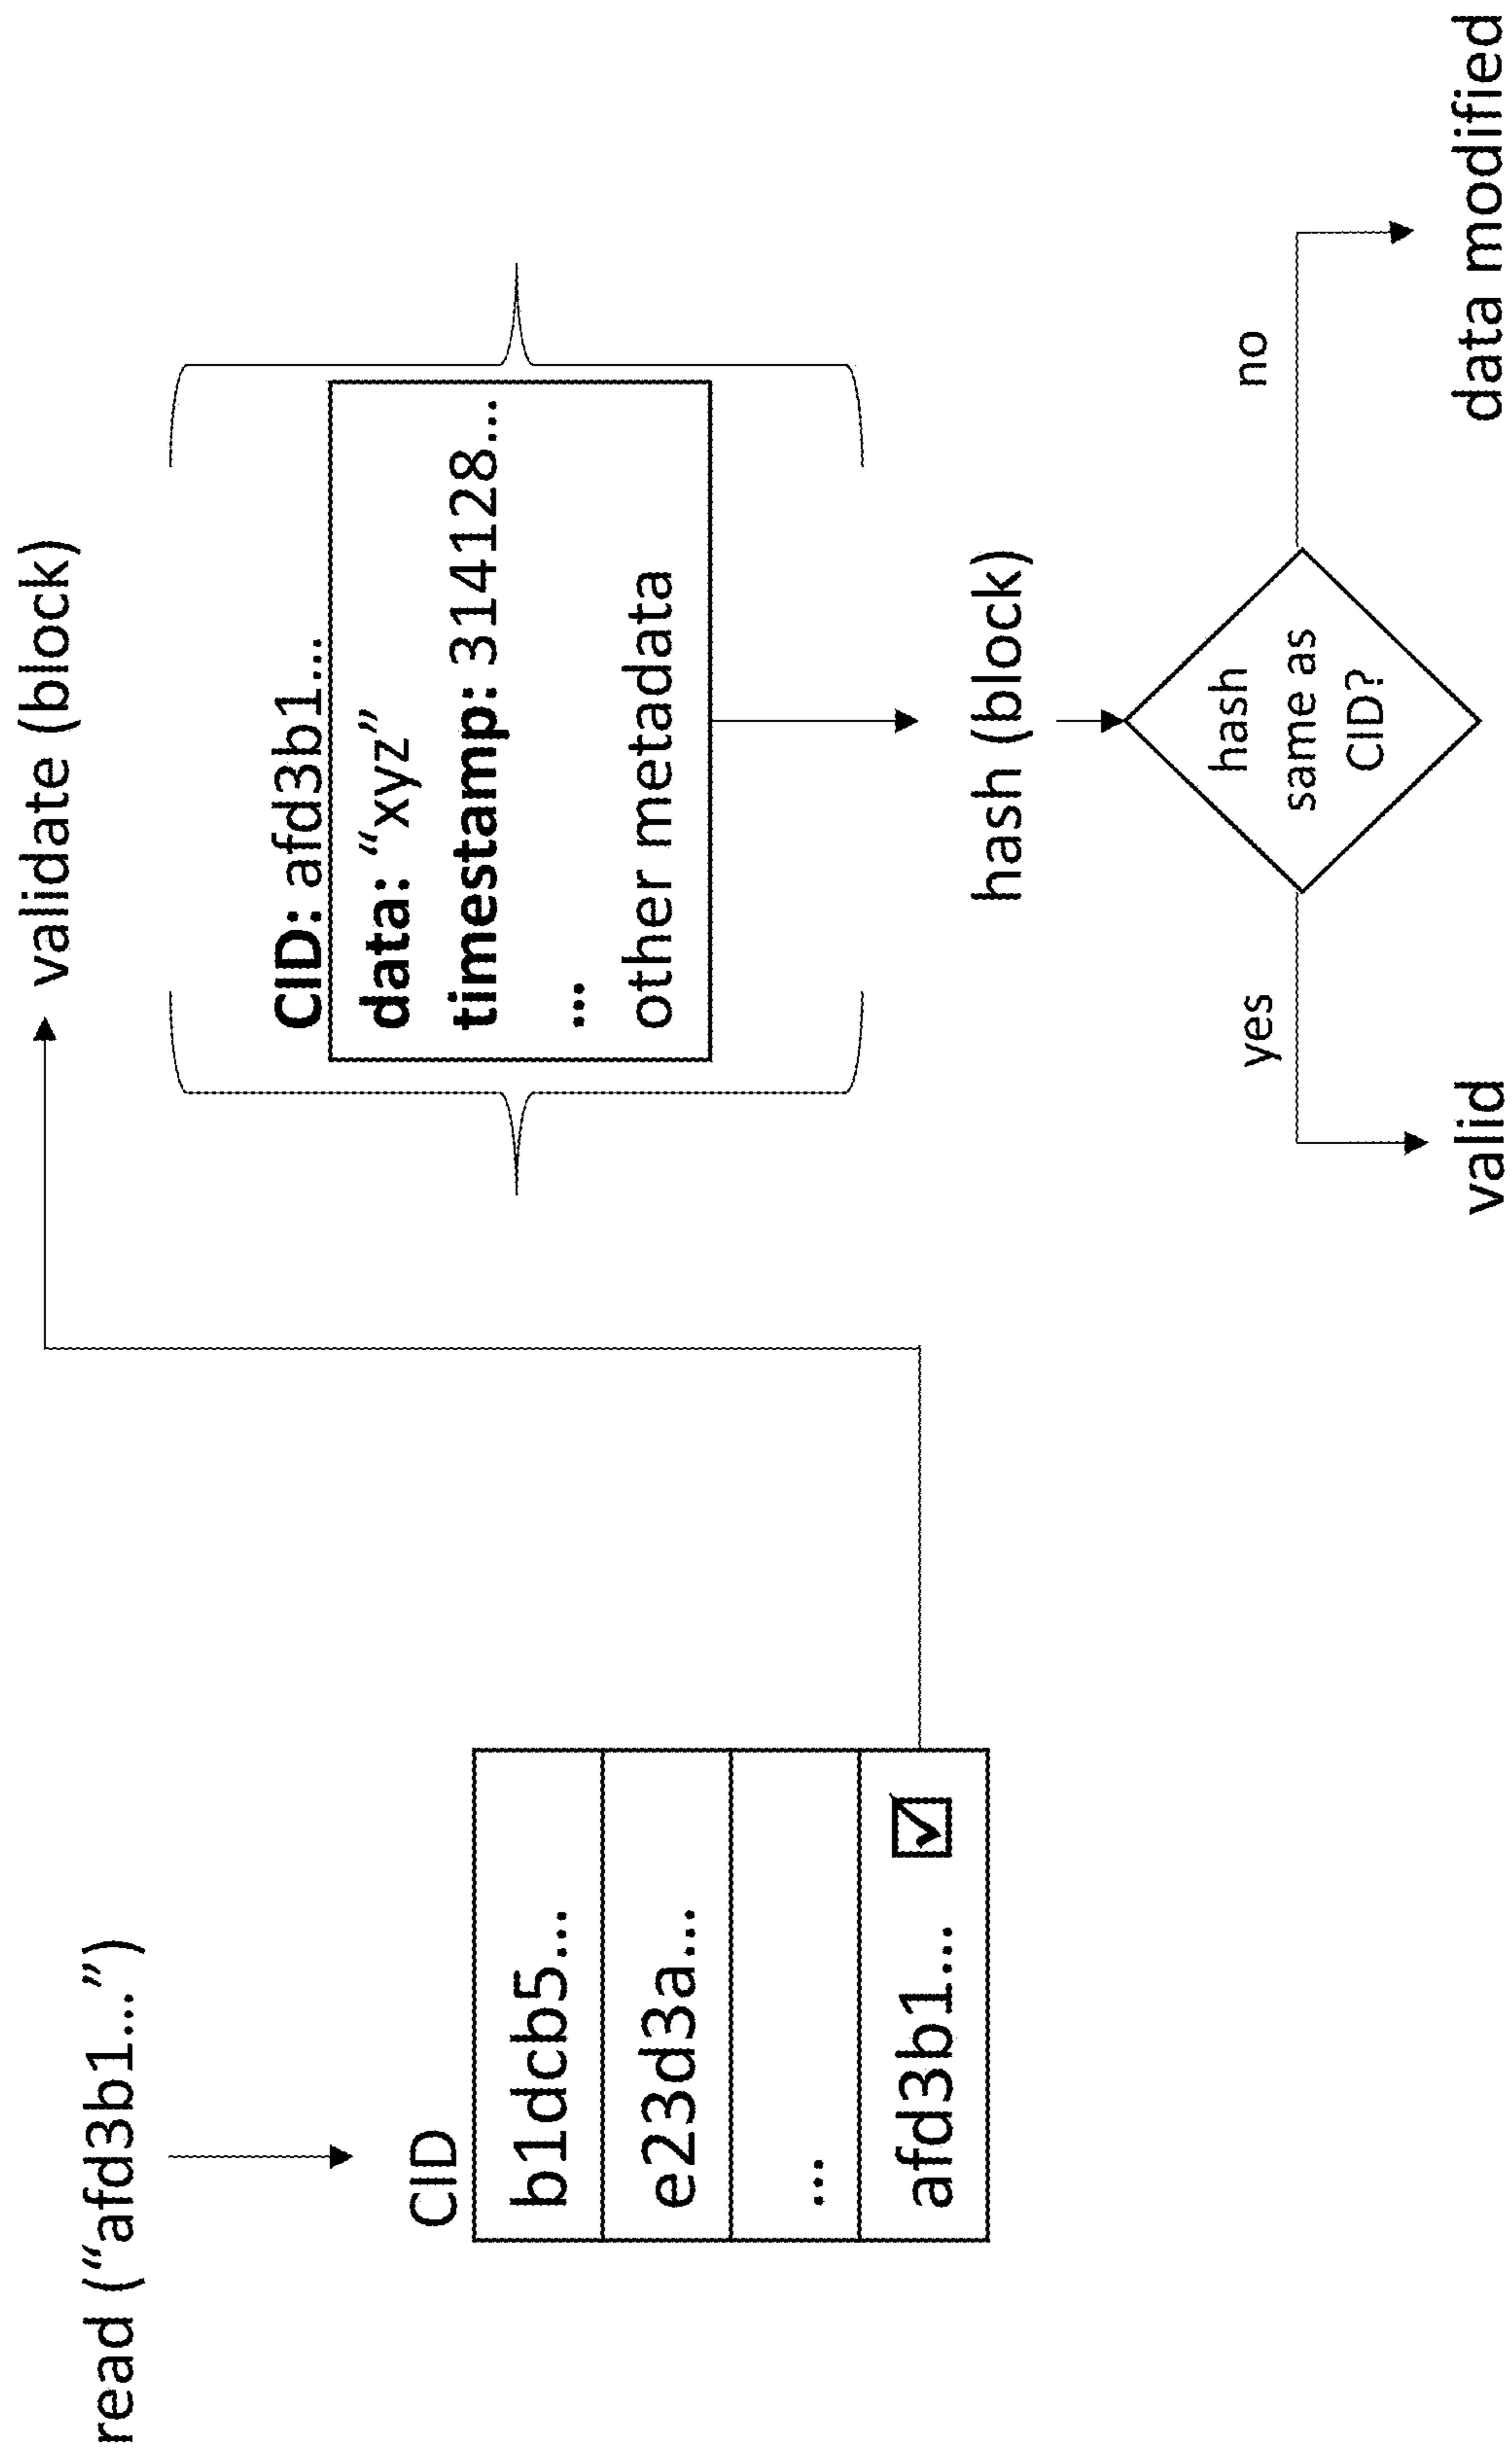 read (“afd3b1...”)
CID
b1dcb5...
e23d3a...
...
afd3b1...
validate (block)
CID: afd3b1...
data: “xyz”
timestamp: 314128...
...
other metadata
hash (block)
hash
same as
CID?
yes
no
valid
data modified